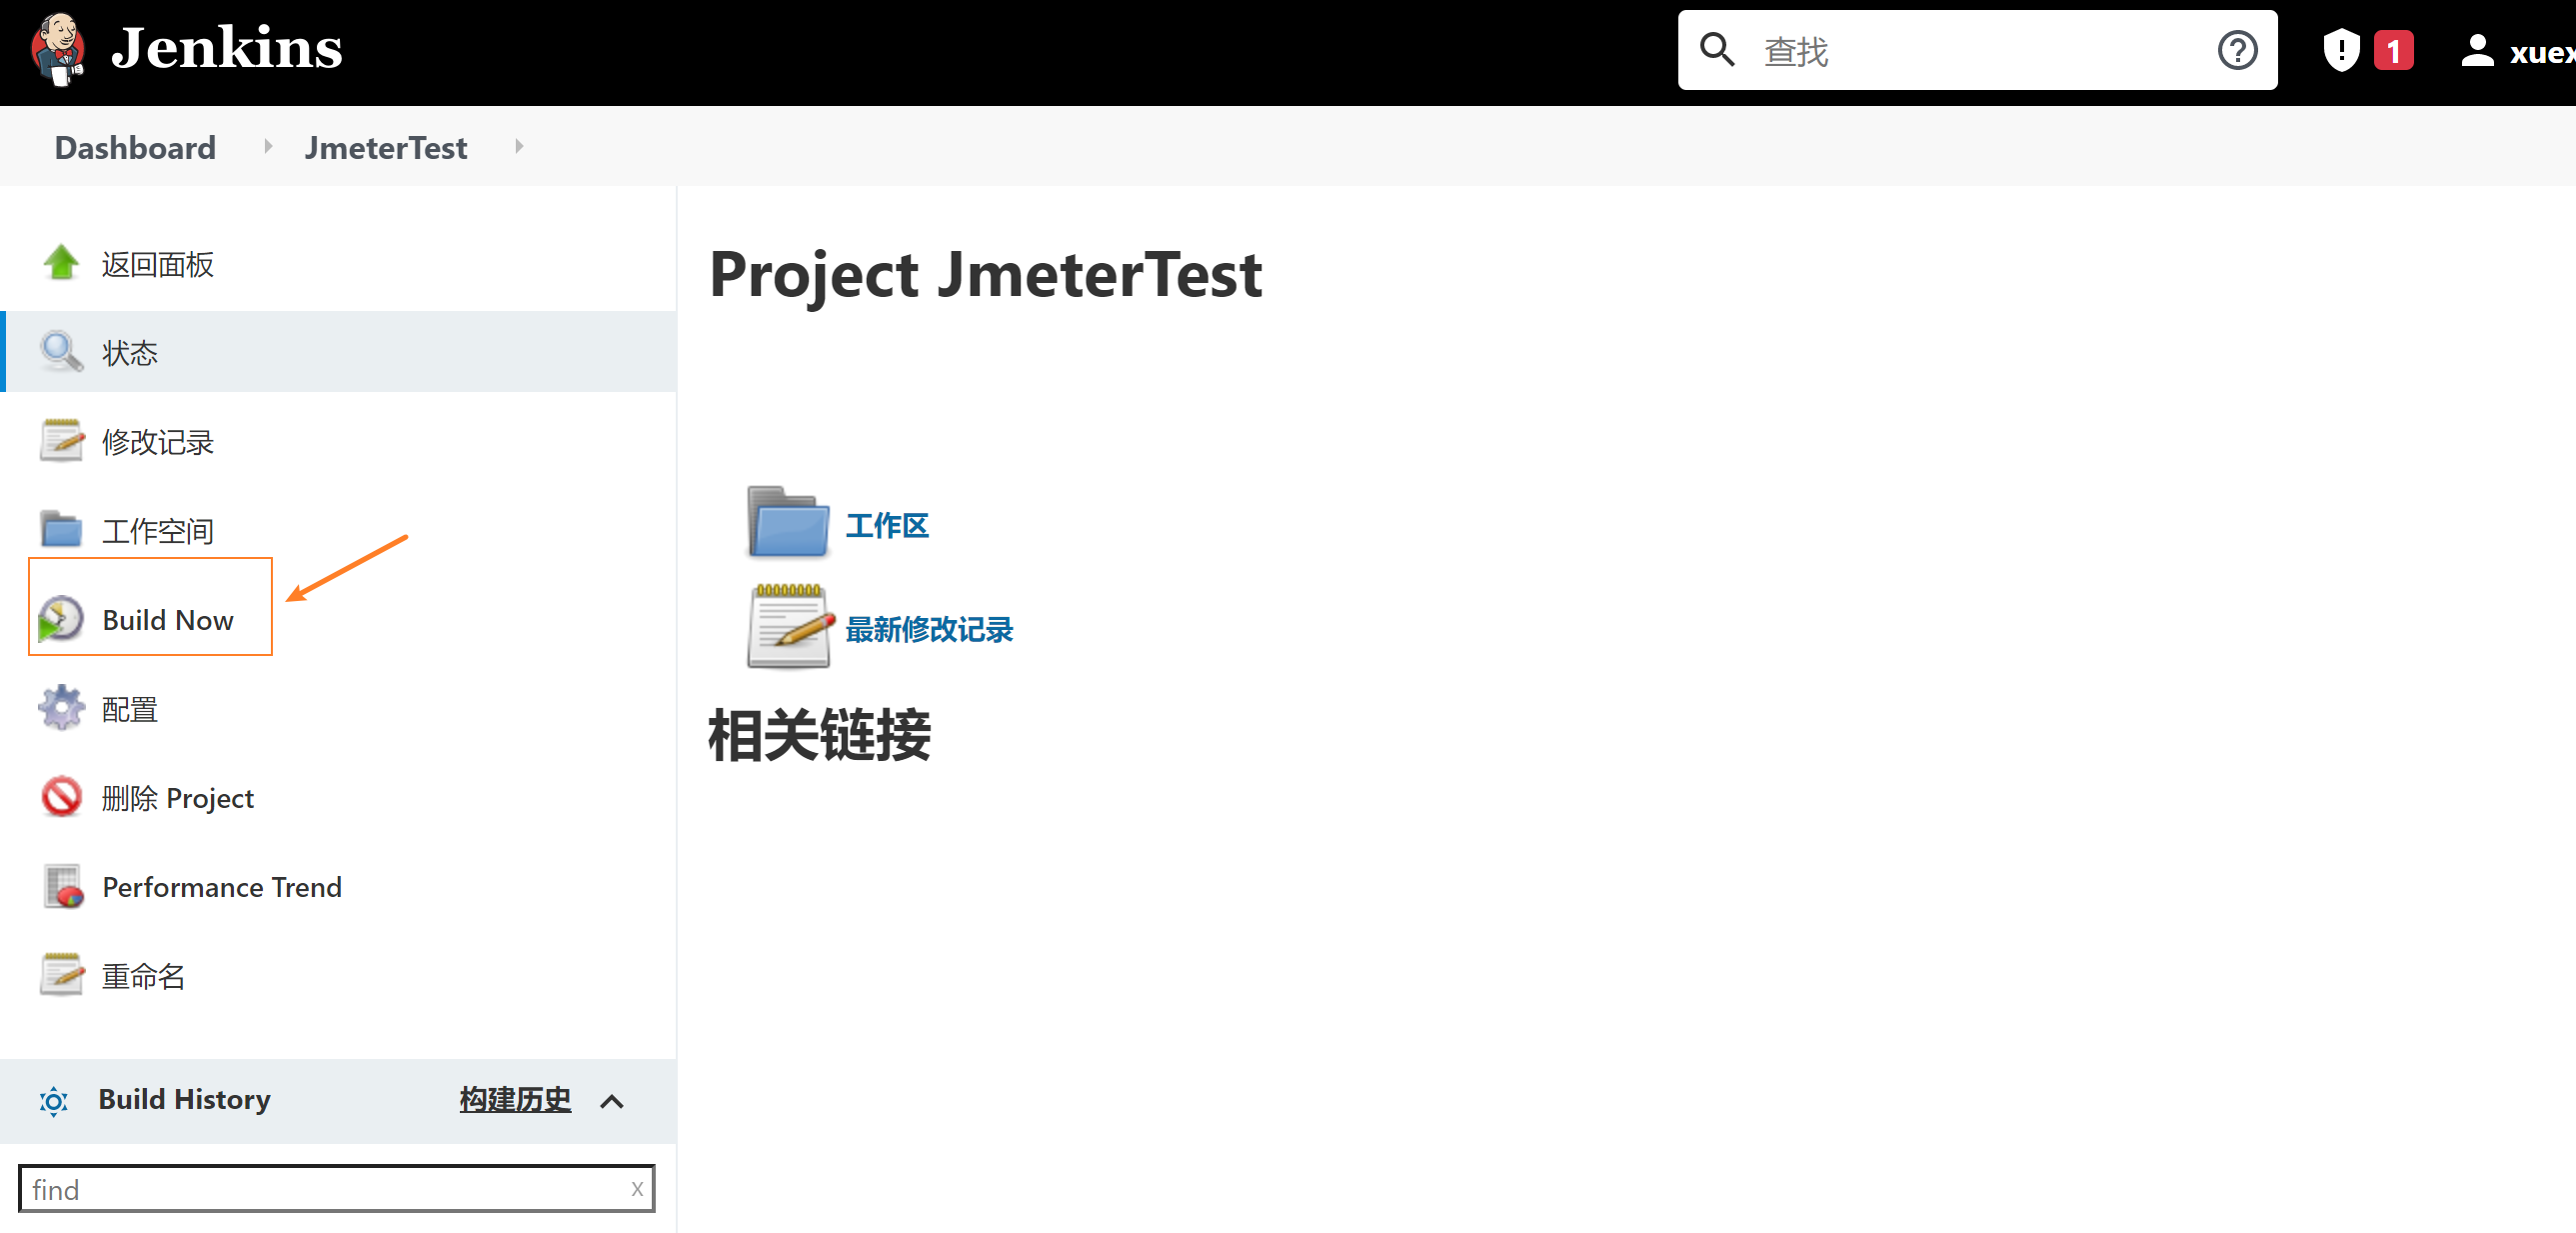 Jenkins
查找
1
xuex
Dashboard
JmeterTest
返回面板
状态
修改记录
工作空间
Build Now
配置
删除 Project
Performance Trend
重命名
Build History
构建历史
find
x
Project JmeterTest
工作区
最新修改记录
相关链接